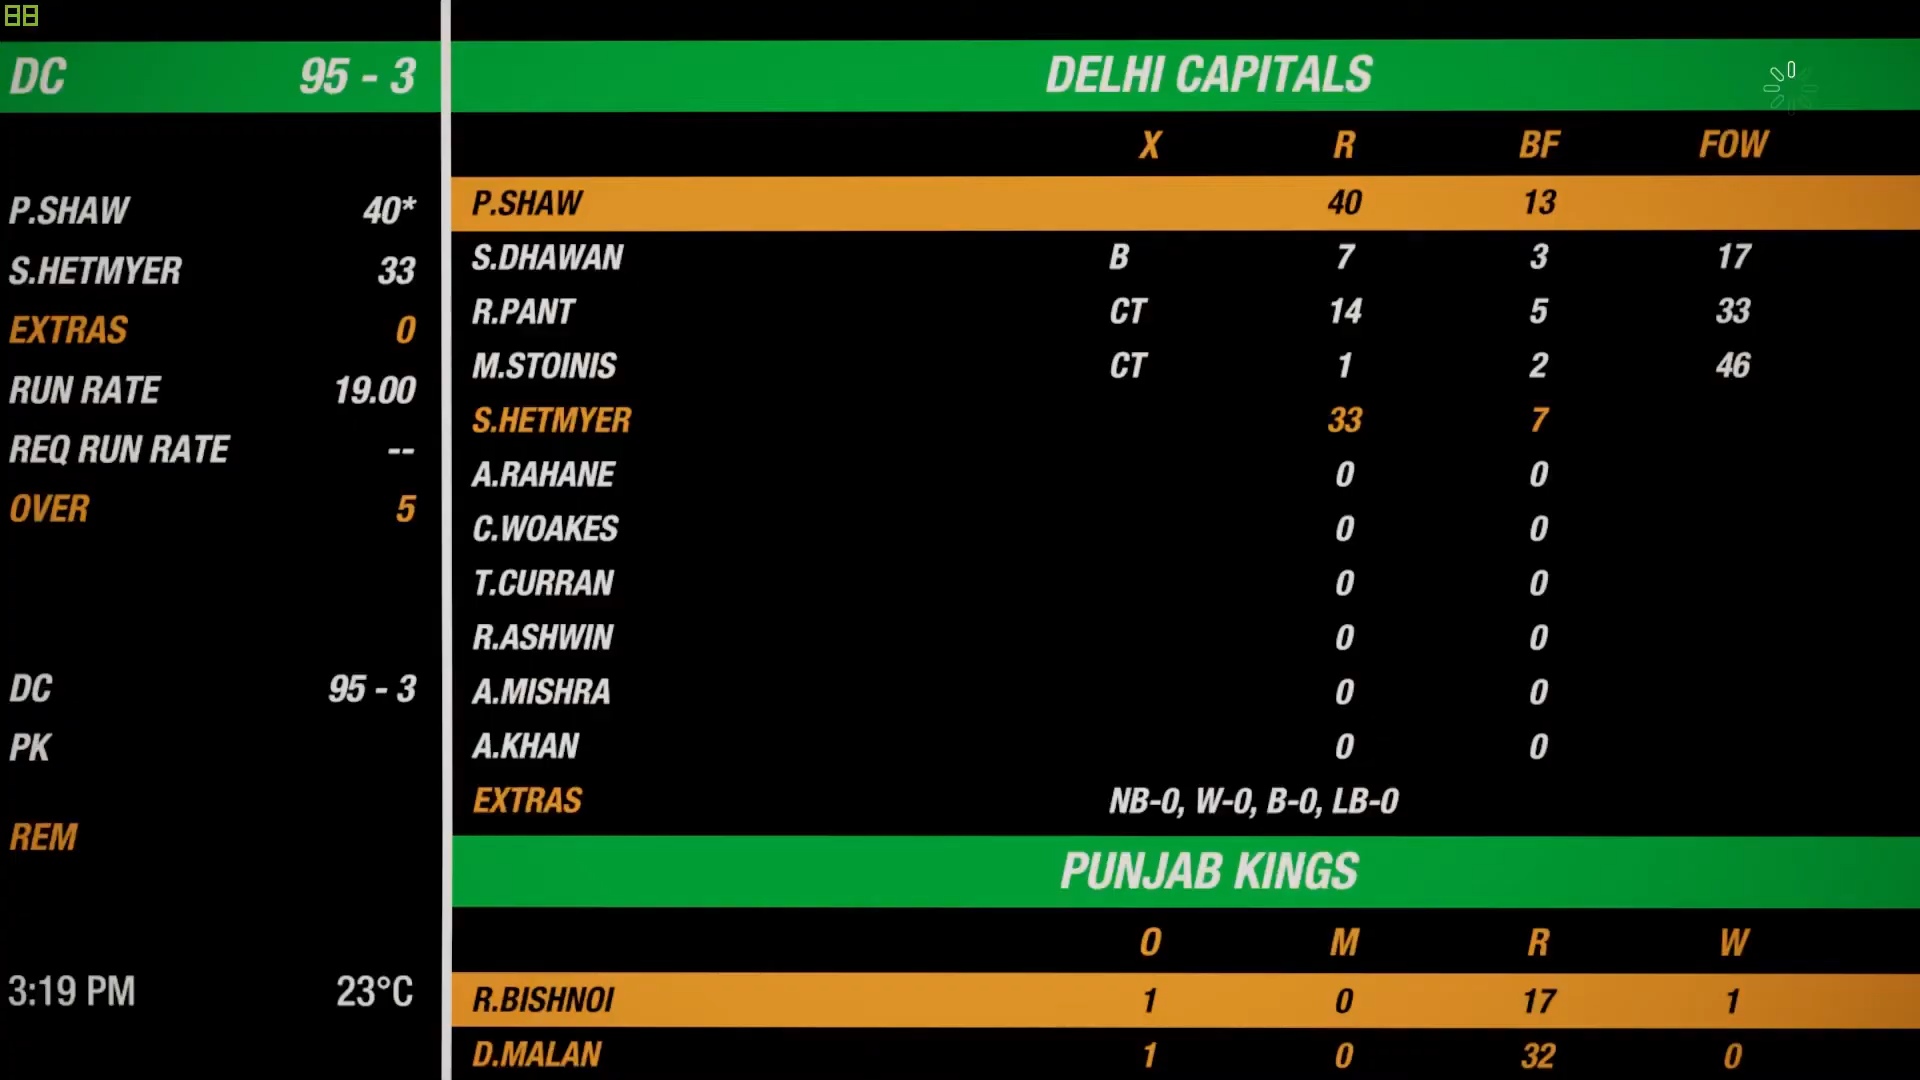 88
DC 95 - 3
P.SHAW 40*
S.HETMYER 33
EXTRAS 0
RUN RATE 19.00
REQ RUN RATE --
OVER 5
DC 95 - 3
PK
REM
3:19 PM 23°C
DELHI CAPITALS
X R BF FOW
P.SHAW 40 13
S.DHAWAN B 7 3 17
R.PANT CT 14 5 33
M.STOINIS CT 1 2 46
S.HETMYER 33 7
A.RAHANE 0 0
C.WOAKES 0 0
T.CURRAN 0 0
R.ASHWIN 0 0
A.MISHRA 0 0
A.KHAN 0 0
EXTRAS NB-0, W-0, B-0, LB-0
PUNJAB KINGS
O M R W
R.BISHNOI 1 0 17 1
D.MALAN 1 0 32 0